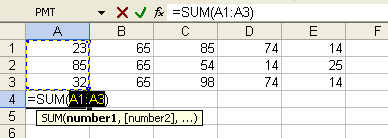 PMT =SUM(A1:A3)
A B C D E F
1 23 65 85 74 14
2 85 65 54 14 25
3 32 65 98 74 14
4 =SUM(A1:A3)
5 SUM(number1, [number2], ...)